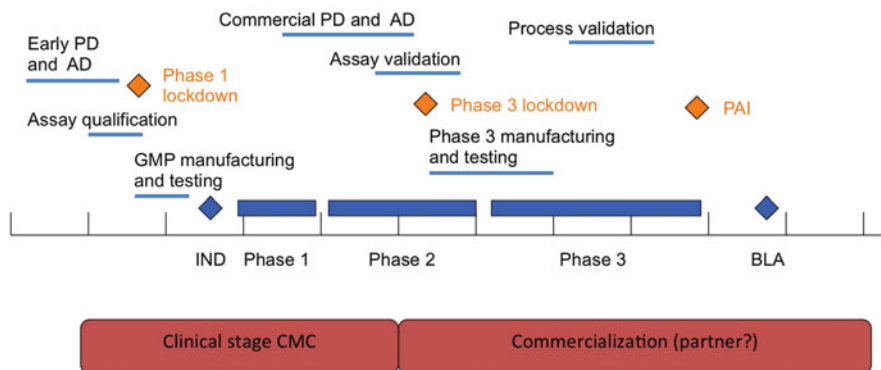 Commercial PD and AD
Process validation
Early PD
and AD
Assay validation
Phase 1
lockdown
Phase 3 lockdown
PAI
Assay qualification
Phase 3 manufacturing
and testing
GMP manufacturing
and testing
IND
Phase 1
Phase 2
Phase 3
BLA
Clinical stage CMC
Commercialization (partner?)